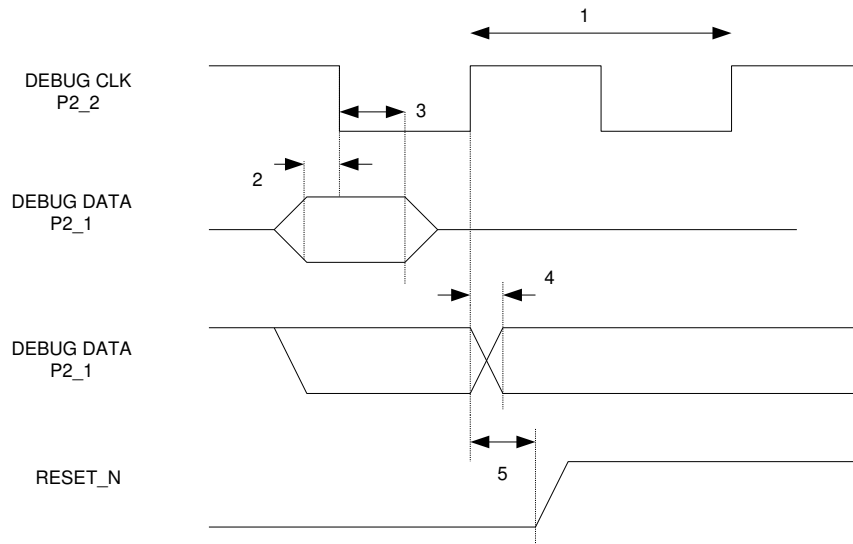 1
DEBUG CLK
P2_2
3
2
DEBUG DATA
P2_1
4
DEBUG DATA
P2_1
5
RESET_N